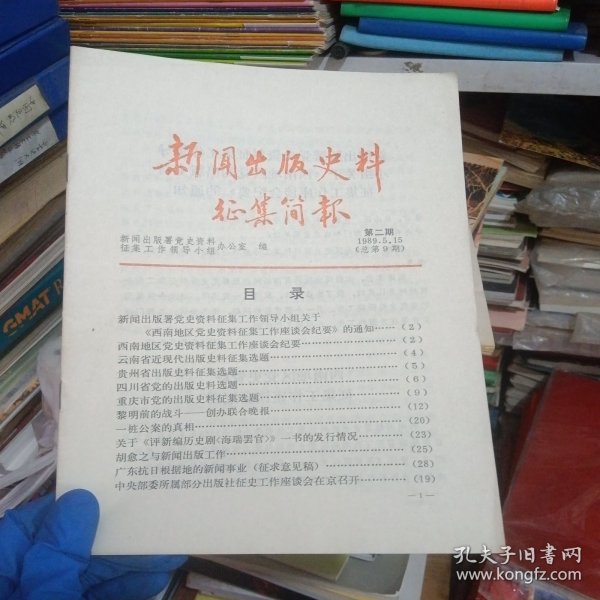 新闻出版史料
征集简报
新闻出版署党史资料
征集工作领导小组 办公室 编
第二期
1989.5.15
(总第9期)
目 录
新闻出版署党史资料征集工作领导小组关于
《西南地区党史资料征集工作座谈会纪要》的通知……(2)
西南地区党史资料征集工作座谈会纪要……………(2)
云南省近现代出版史料征集选题……………………(4)
贵州省出版史料征集选题……………………………(5)
四川省党的出版史料选题……………………………(6)
重庆市党的出版史料征集选题………………………(9)
黎明前的战斗——创办联合晚报……………………(12)
一桩公案的真相………………………………………(20)
关于《评新编历史剧〈海瑞罢官〉》一书的发行情况………(23)
胡愈之与新闻出版工作………………………………(25)
广东抗日根据地的新闻事业(征求意见稿)…………(28)
中央部委所属部分出版社征史工作座谈会在京召开……(19)
—1—
GMAT
孔夫子旧书网
www.kongfz.com